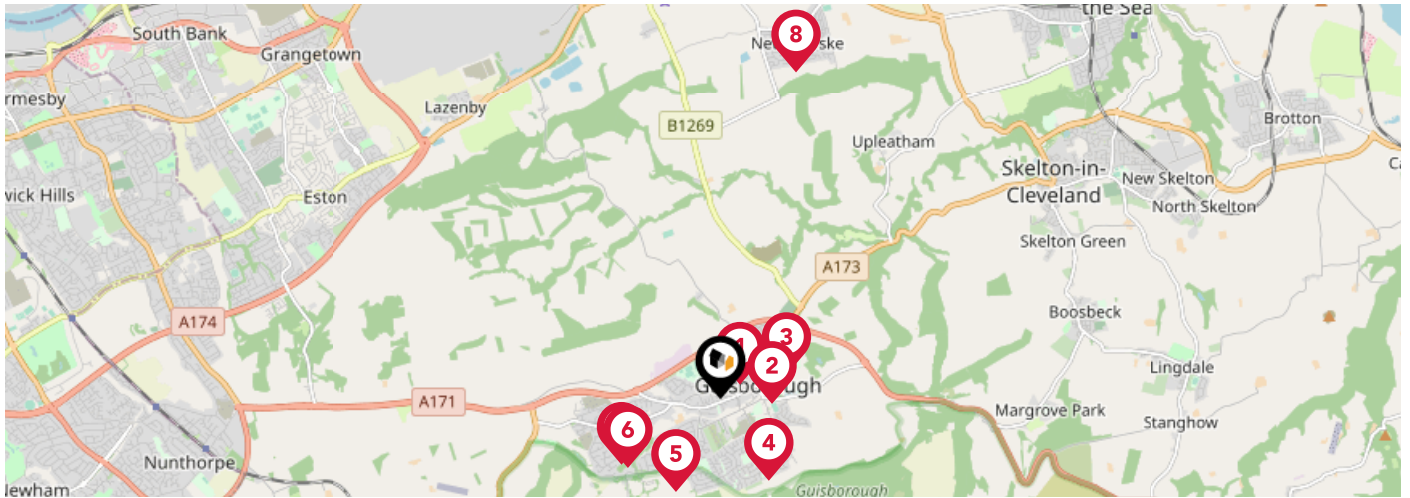 South Bank
the Sea
8
Grangetown
rmesby
Lazenby
B1269
Brotton
Upleatham
Skelton-in-
Cleveland
New Skelton
wick Hills
Eston
North Skelton
Skelton Green
A173
Boosbeck
A174
1
3
2
Lingdale
A171
Margrove Park
Stanghow
6
4
5
Nunthorpe
Newham
Guisborough